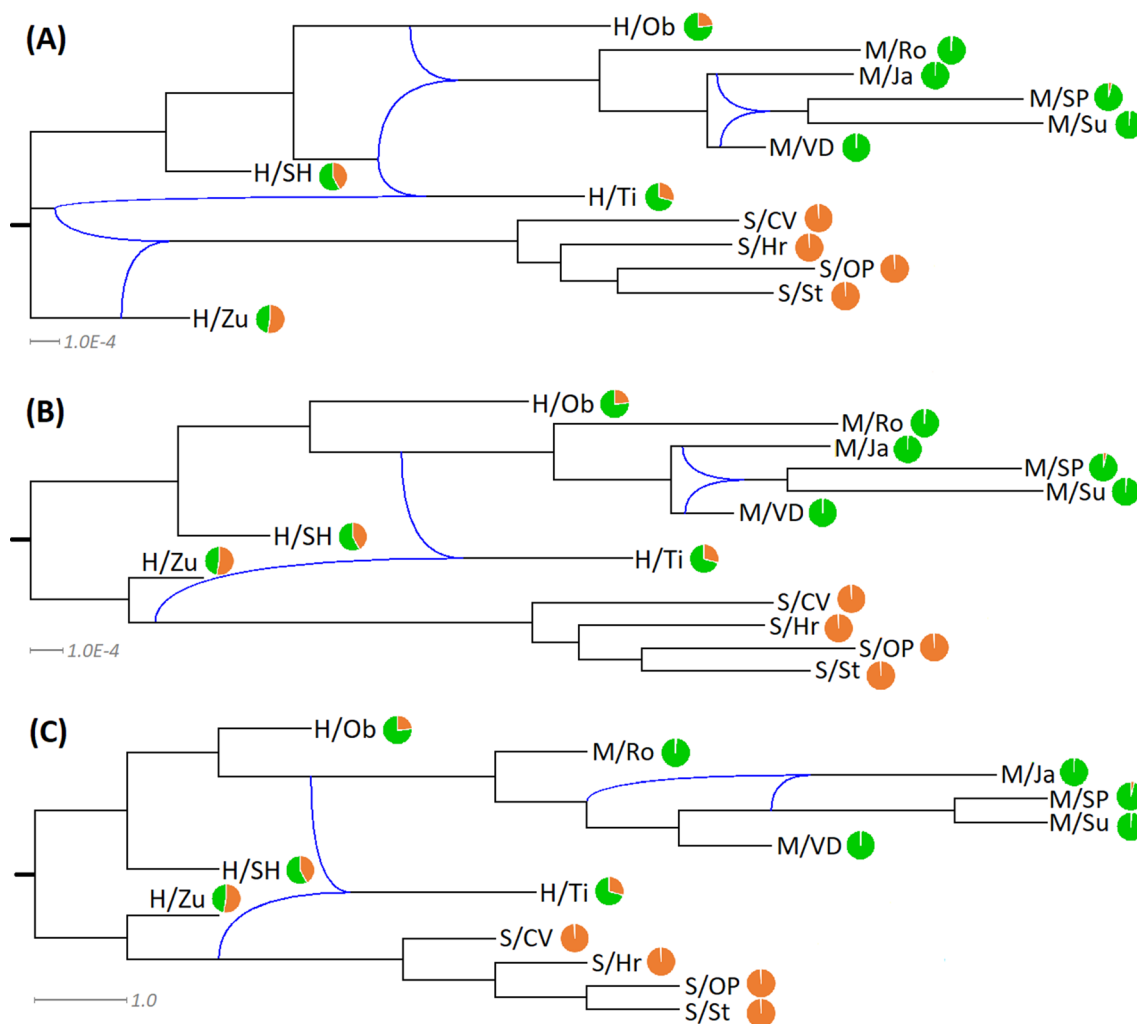 (A)
H/Ob
M/Ro
M/Ja
M/SP
M/Su
M/VD
H/SH
H/Ti
S/CV
S/Hr
S/OP
S/St
H/Zu
1.0E-4
(B)
H/Ob
M/Ro
M/Ja
M/SP
M/Su
M/VD
H/SH
H/Zu
H/Ti
S/CV
S/Hr
S/OP
S/St
1.0E-4
(C)
H/Ob
M/Ro
M/Ja
M/SP
M/Su
M/VD
H/SH
H/Zu
H/Ti
S/CV
S/Hr
S/OP
S/St
1.0